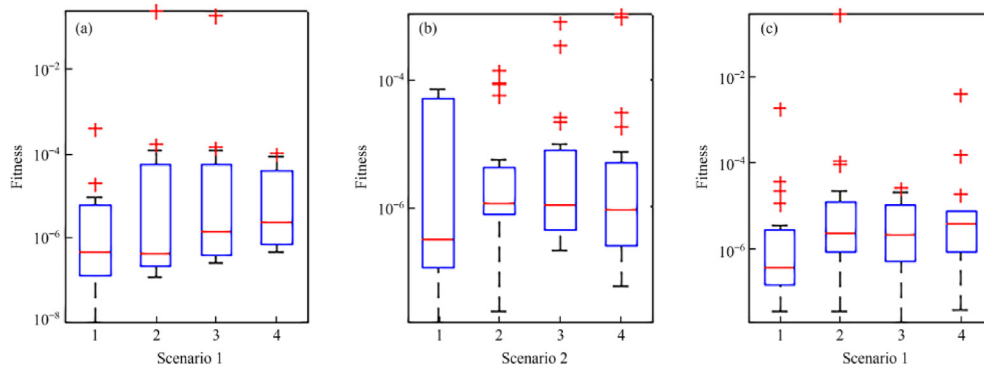 (a)
Fitness
10⁻²
10⁻⁴
10⁻⁶
10⁻⁸
1 2 3 4
Scenario 1
(b)
Fitness
10⁻⁴
10⁻⁶
1 2 3 4
Scenario 2
(c)
Fitness
10⁻²
10⁻⁴
10⁻⁶
1 2 3 4
Scenario 1